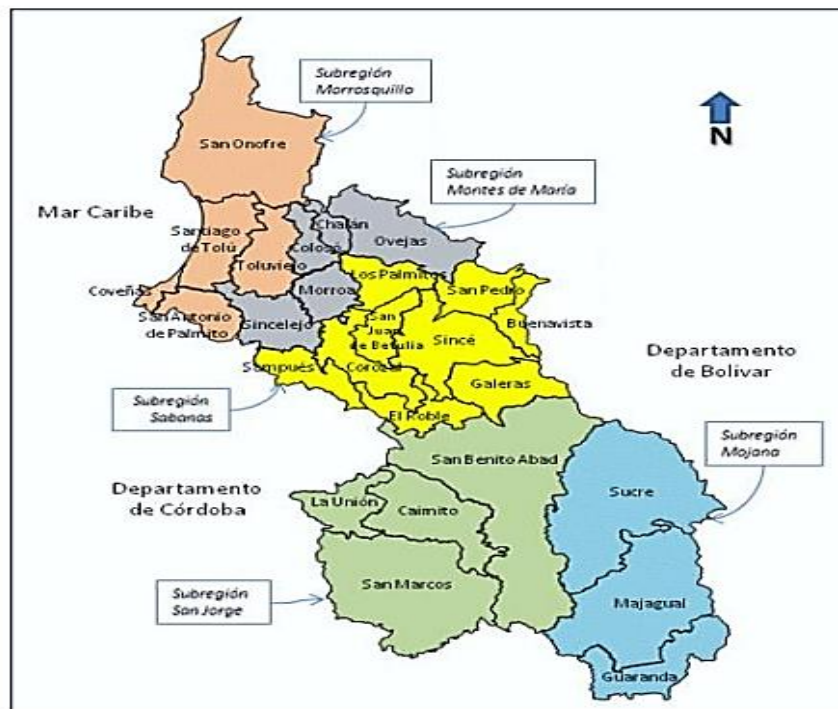 Subregión
Morrosquillo
N
San Onofre
Subregión
Montes de María
Mar Caribe
Santiago
de Tolú
Toluviejo
Colosó
Chalán
Ovejas
Coveñas
San Antonio
de Palmito
Sincelejo
Morroa
Los Palmitos
San Pedro
Buenavista
San
Juan
de Betulia
Sincé
Sampués
Corozal
Galeras
El Roble
Departamento
de Bolívar
Subregión
Sabanas
Subregión
Mojana
San Benito Abad
Sucre
Departamento
de Córdoba
La Unión
Caimito
San Marcos
Subregión
San Jorge
Majagual
Guaranda